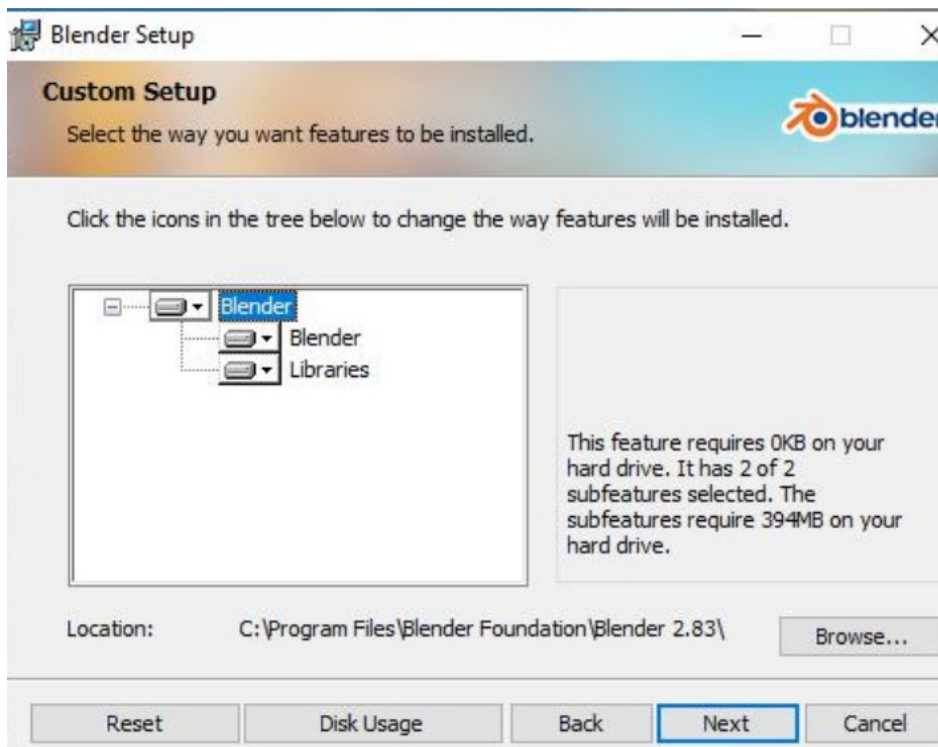 Blender Setup
Custom Setup
Select the way you want features to be installed.
blender
Click the icons in the tree below to change the way features will be installed.
Blender
Blender
Libraries
This feature requires 0KB on your
hard drive. It has 2 of 2
subfeatures selected. The
subfeatures require 394MB on your
hard drive.
Location: C:\Program Files\Blender Foundation\Blender 2.83\ Browse...
Reset Disk Usage Back Next Cancel